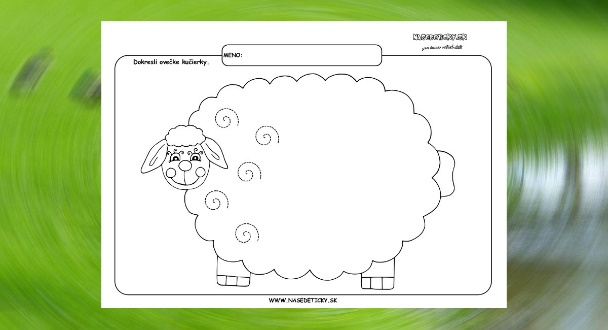 NASEDETICKY.SK
MENO:
Dokresli ovečke kučierky.
WWW.NASEDETICKY.SK